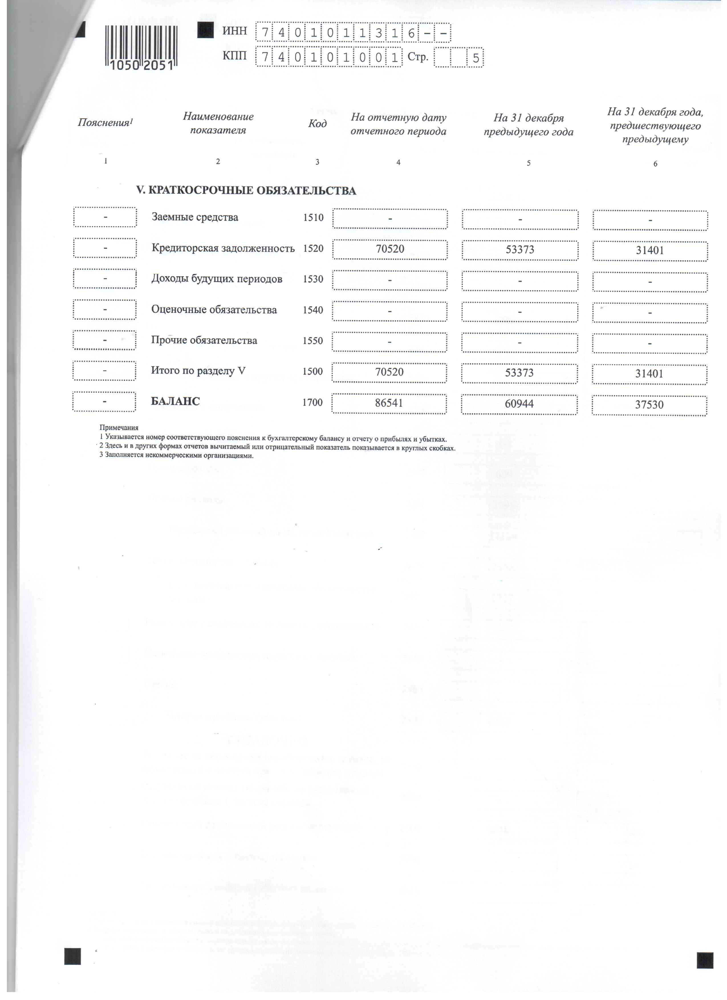 ИНН 7401011316--
КПП 740101001 Стр. 5
1050 2051
Пояснения1 Наименование показателя Код На отчетную дату отчетного периода На 31 декабря предыдущего года На 31 декабря года, предшествующего предыдущему
1 2 3 4 5 6
V. КРАТКОСРОЧНЫЕ ОБЯЗАТЕЛЬСТВА
- Заемные средства 1510 - - -
- Кредиторская задолженность 1520 70520 53373 31401
- Доходы будущих периодов 1530 - - -
- Оценочные обязательства 1540 - - -
- Прочие обязательства 1550 - - -
- Итого по разделу V 1500 70520 53373 31401
- БАЛАНС 1700 86541 60944 37530
Примечания
1 Указывается номер соответствующего пояснения к бухгалтерскому балансу и отчету о прибылях и убытках.
2 Здесь и в других формах отчетов вычитаемый или отрицательный показатель показывается в круглых скобках.
3 Заполняется некоммерческими организациями.